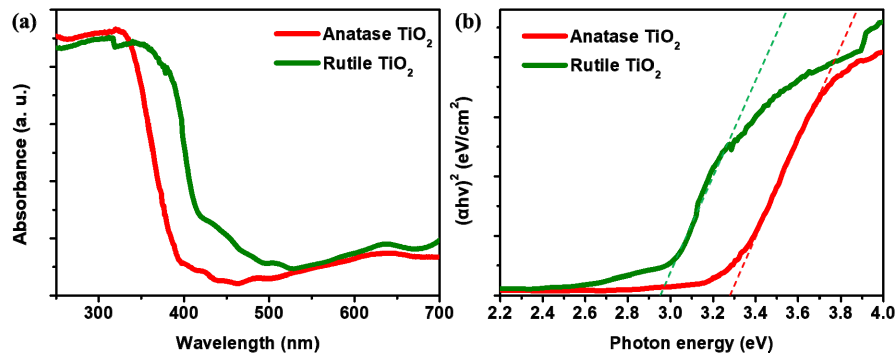 (a)
Anatase TiO2
Rutile TiO2
Absorbance (a. u.)
300
400
500
600
700
Wavelength (nm)
(b)
Anatase TiO2
Rutile TiO2
(αhν)2 (eV/cm2)
2.2
2.4
2.6
2.8
3.0
3.2
3.4
3.6
3.8
4.0
Photon energy (eV)